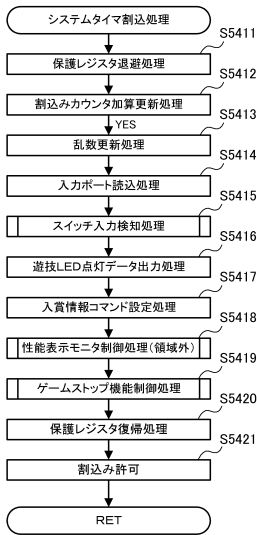 システムタイマ割込処理
S5411
保護レジスタ退避処理
S5412
割込みカウンタ加算更新処理
YES
S5413
乱数更新処理
S5414
入力ポート読込処理
S5415
スイッチ入力検知処理
S5416
遊技LED点灯データ出力処理
S5417
入賞情報コマンド設定処理
S5418
性能表示モニタ制御処理(領域外)
S5419
ゲームストップ機能制御処理
S5420
保護レジスタ復帰処理
S5421
割込み許可
RET